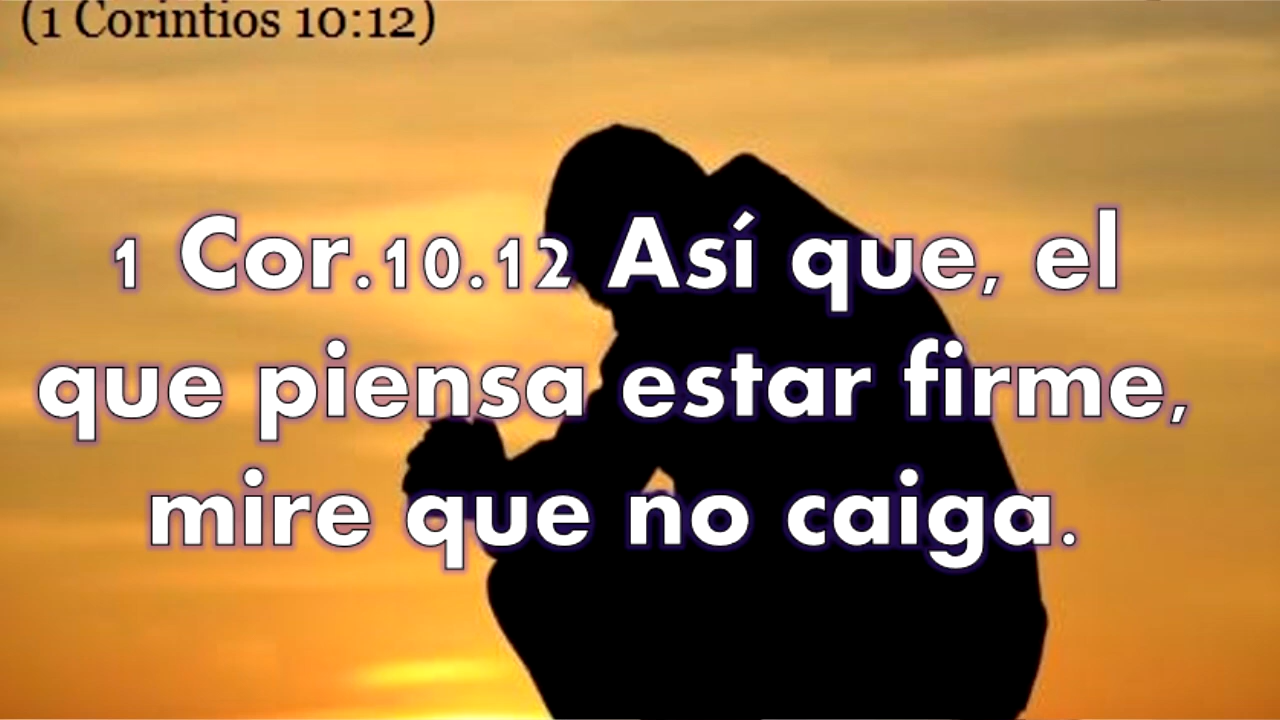 (1 Corintios 10:12)
1 Cor.10.12 Así que, el
que piensa estar firme,
mire que no caiga.